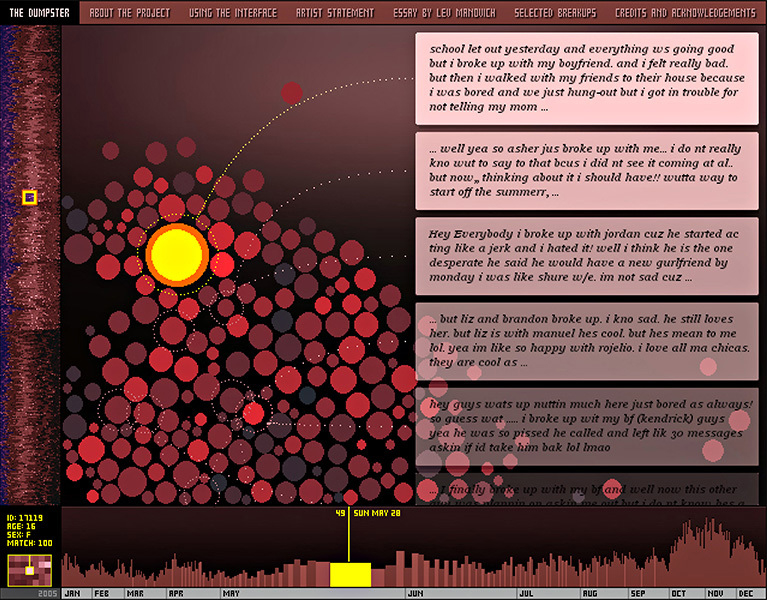 THE DUMPSTER
ABOUT THE PROJECT
USING THE INTERFACE
ARTIST STATEMENT
ESSAY BY LEV MANOVICH
SELECTED BREAKUPS
CREDITS AND ACKNOWLEDGEMENTS
school let out yesterday and everything ws going good
but i broke up with my boyfriend. and i felt really bad.
but then i walked with my friends to their house because
i was bored and we just hung-out but i got in trouble for
not telling my mom ...
... well yea so asher jus broke up with me... i do nt really
kno wut to say to that bcus i did nt see it coming at al..
but now,, thinking about it i should have!! wutta way to
start off the summerr, ...
Hey Everybody i broke up with jordan cuz he started ac
ting like a jerk and i hated it! well i think he is the one
desperate he said he would have a new gurlfriend by
monday i was like shure w/e. im not sad cuz ...
... but liz and brandon broke up. i kno sad. he still loves
her. but liz is with manuel hes cool. but hes mean to me
lol. yea im like so happy with rojelio. i love all ma chicas.
they are cool as ...
hey guys wats up nuttin much here just bored as always!
so guess wat ..... i broke up wit my bf (kendrick) guys
yea he was so pissed he called and left lik 30 messages
askin if id take him bak lol lmao
... I finally broke up with my bf and well now this other
ID: 17119
AGE: 16
SEX: F
MATCH: 100
49 SUN MAY 28
2005 JAN FEB MAR APR MAY JUN JUL AUG SEP OCT NOV DEC